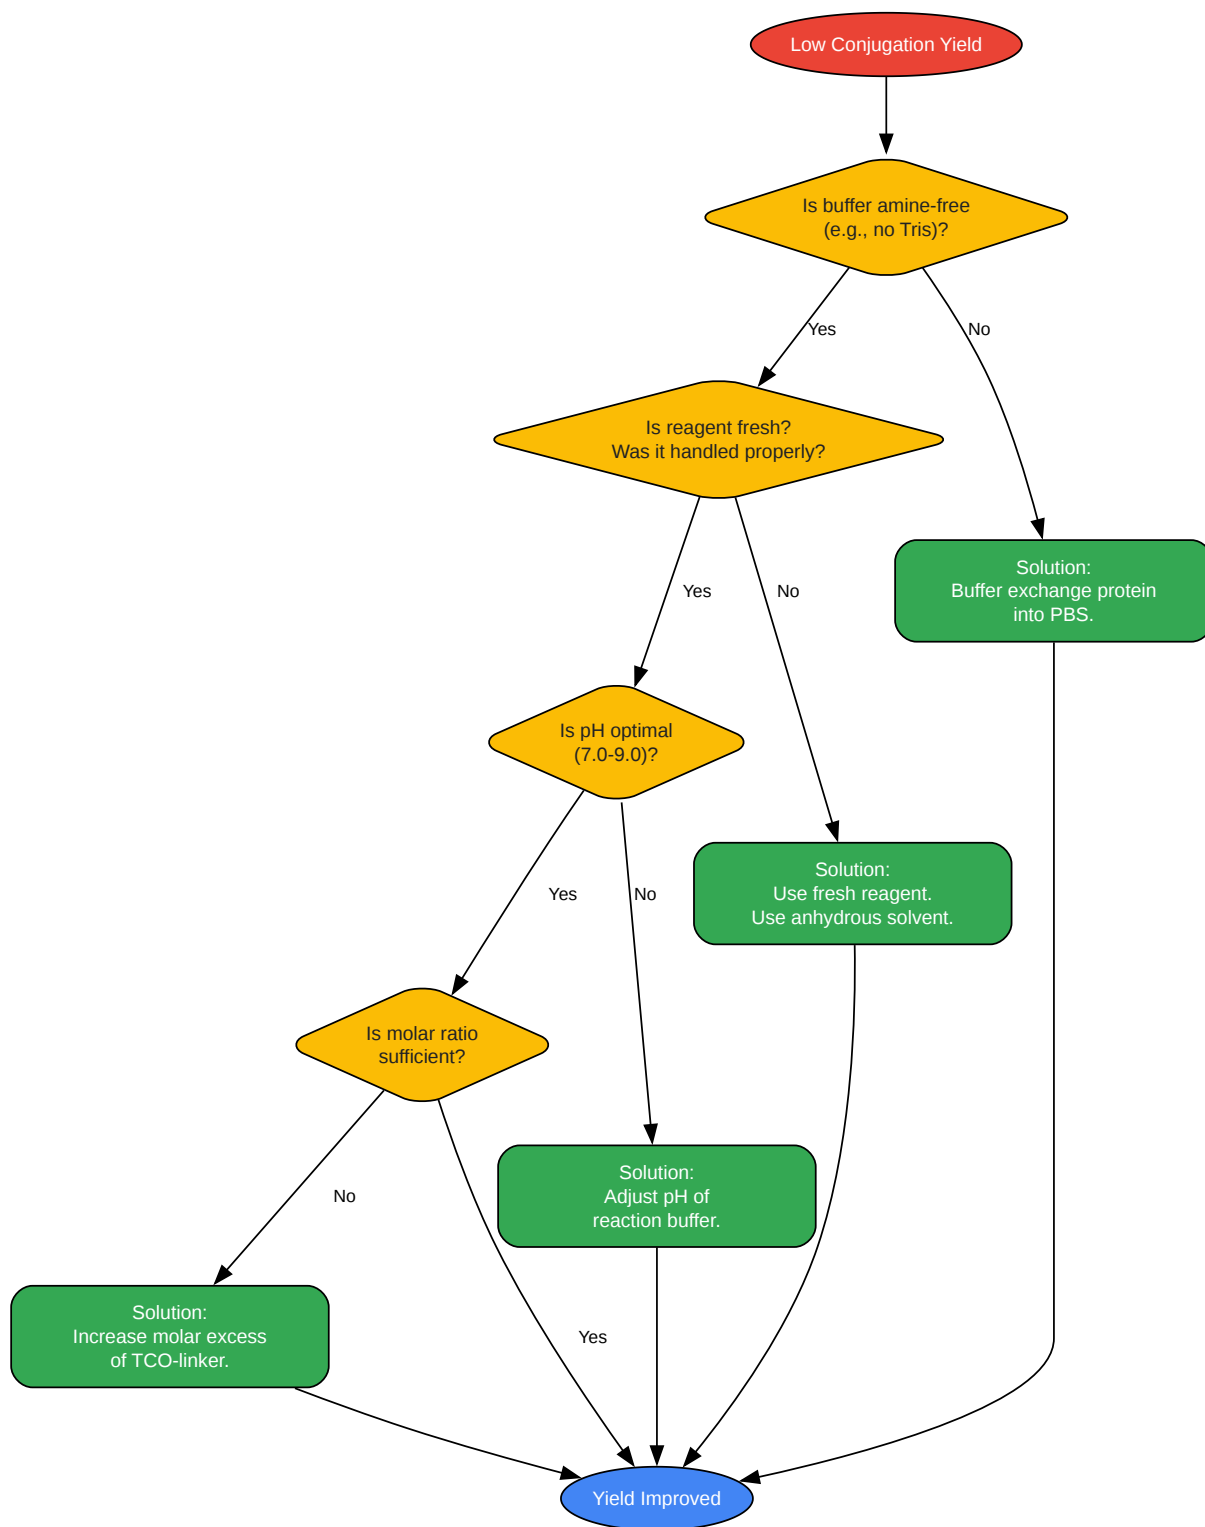 Low Conjugation Yield
Is buffer amine-free
(e.g., no Tris)?
Yes
No
Is reagent fresh?
Was it handled properly?
Yes
No
Solution:
Buffer exchange protein
into PBS.
Is pH optimal
(7.0-9.0)?
Yes
No
Solution:
Use fresh reagent.
Use anhydrous solvent.
Is molar ratio
sufficient?
No
Yes
Solution:
Adjust pH of
reaction buffer.
Solution:
Increase molar excess
of TCO-linker.
Yield Improved